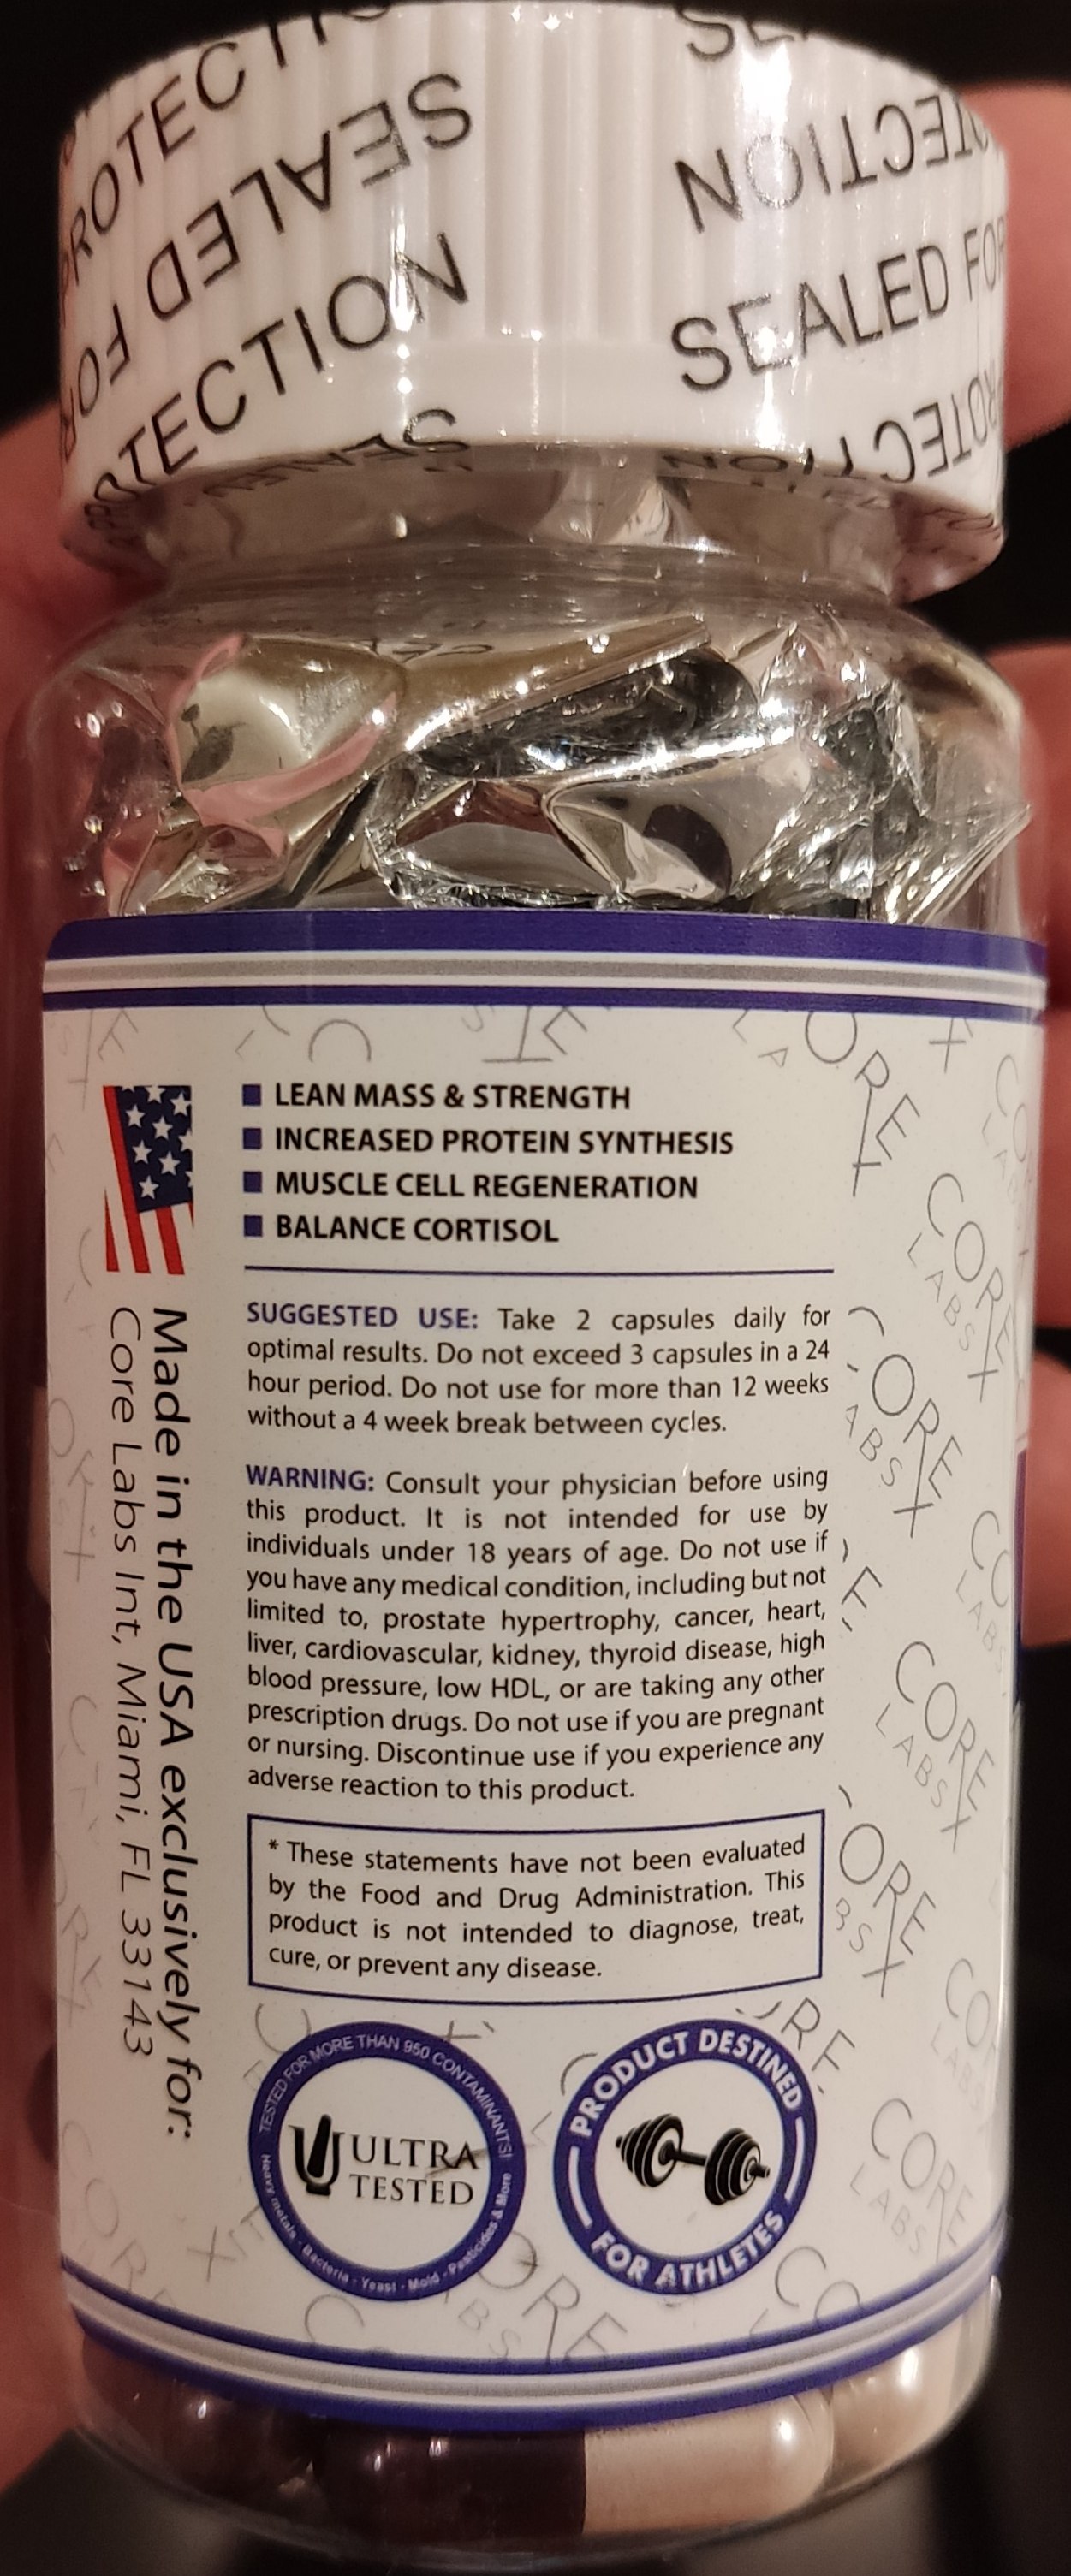 PROTECTION
SEALED FOR
PROTECTION
SEALED FOR
PROTECTION
LEAN MASS & STRENGTH
INCREASED PROTEIN SYNTHESIS
MUSCLE CELL REGENERATION
BALANCE CORTISOL
SUGGESTED USE: Take 2 capsules daily for
optimal results. Do not exceed 3 capsules in a 24
hour period. Do not use for more than 12 weeks
without a 4 week break between cycles.
WARNING: Consult your physician before using
this product. It is not intended for use by
individuals under 18 years of age. Do not use if
you have any medical condition, including but not
limited to, prostate hypertrophy, cancer, heart,
liver, cardiovascular, kidney, thyroid disease, high
blood pressure, low HDL, or are taking any other
prescription drugs. Do not use if you are pregnant
or nursing. Discontinue use if you experience any
adverse reaction to this product.
* These statements have not been evaluated
by the Food and Drug Administration. This
product is not intended to diagnose, treat,
cure, or prevent any disease.
Made in the USA exclusively for:
Core Labs Int, Miami, FL 33143
TESTED FOR MORE THAN 950 CONTAMINANTS!
ULTRA
TESTED
Heavy metals - Bacteria - Yeast - Mold - Pesticides & More
PRODUCT DESTINED
FOR ATHLETES
CORE
LABS X
CORE
LABS X
CORE
LABS X